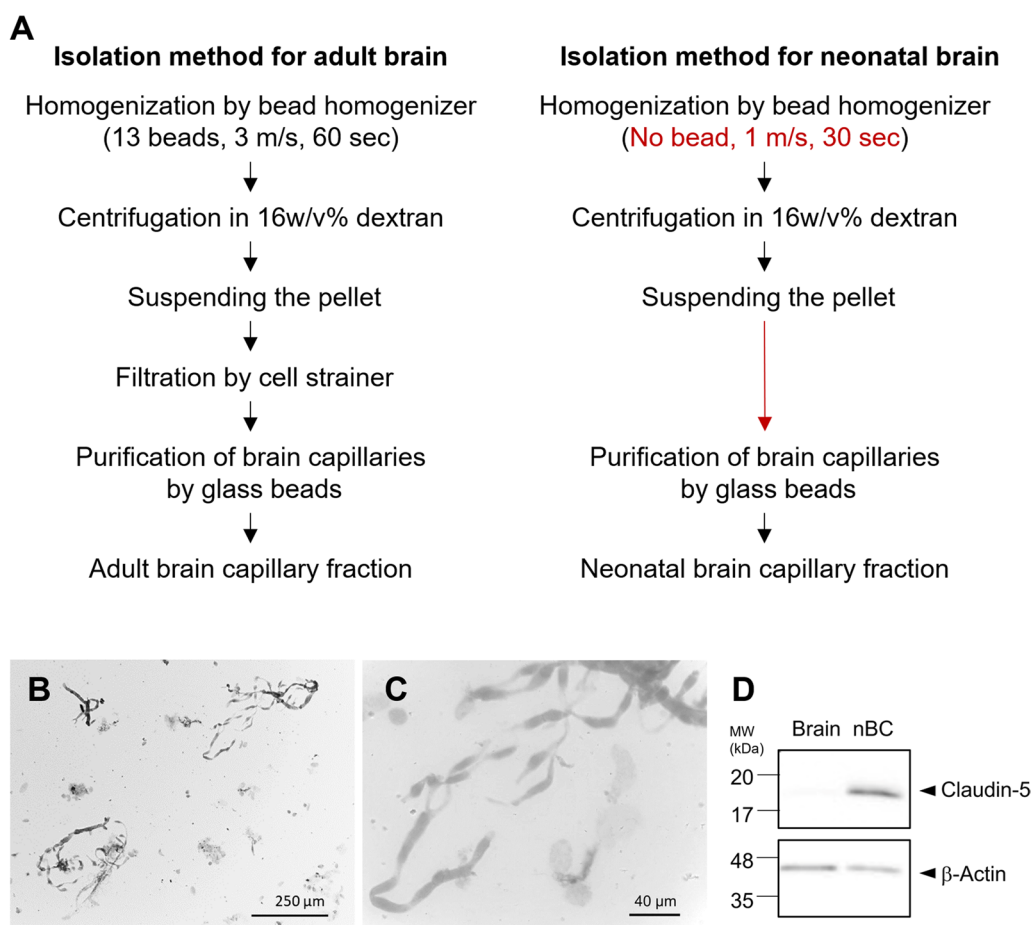 A
Isolation method for adult brain
Homogenization by bead homogenizer
(13 beads, 3 m/s, 60 sec)
Centrifugation in 16w/v% dextran
Suspending the pellet
Filtration by cell strainer
Purification of brain capillaries
by glass beads
Adult brain capillary fraction
Isolation method for neonatal brain
Homogenization by bead homogenizer
(No bead, 1 m/s, 30 sec)
Centrifugation in 16w/v% dextran
Suspending the pellet
Purification of brain capillaries
by glass beads
Neonatal brain capillary fraction
B
250 μm
C
40 μm
D
MW
(kDa)
Brain nBC
20
17
Claudin-5
48
35
β-Actin